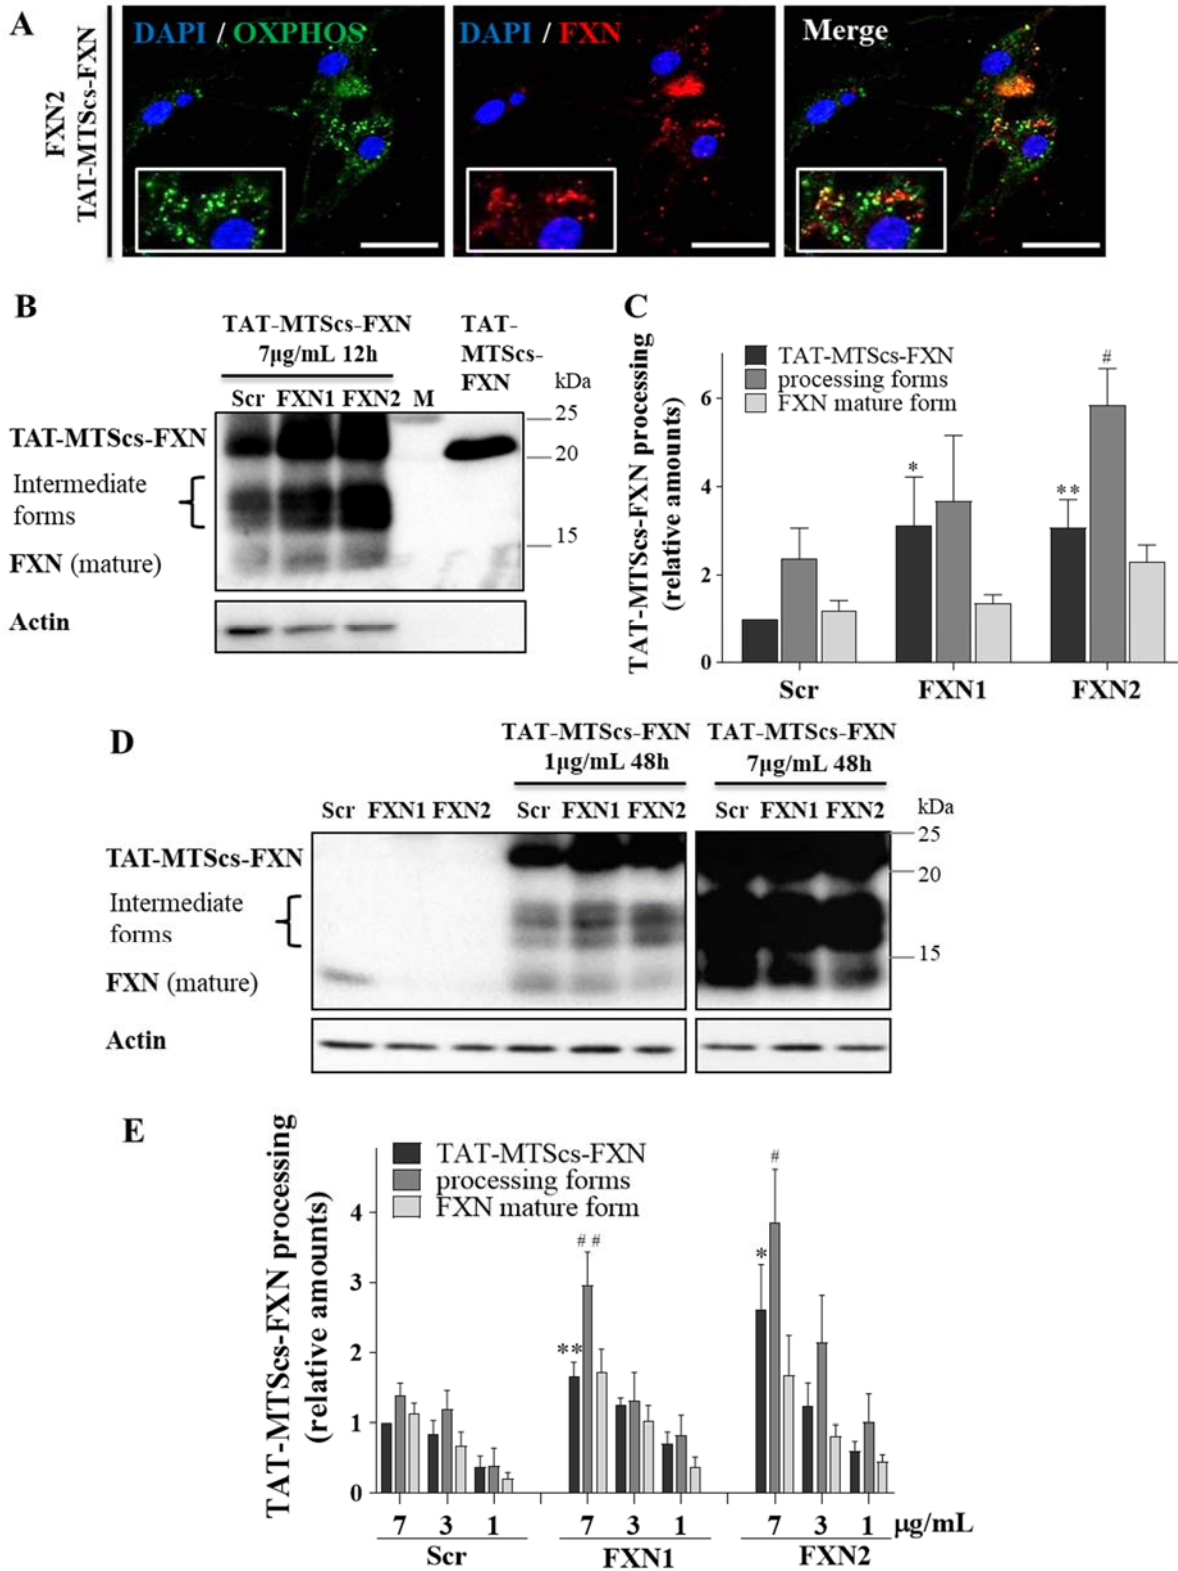 A
FXN2
TAT-MTScs-FXN
DAPI / OXPHOS
DAPI / FXN
Merge
B
TAT-MTScs-FXN
7μg/mL 12h
TAT-
MTScs-
FXN
kDa
Scr FXN1 FXN2 M
TAT-MTScs-FXN
25
20
Intermediate
forms
15
FXN (mature)
Actin
C
TAT-MTScs-FXN processing
(relative amounts)
TAT-MTScs-FXN
processing forms
FXN mature form
6
4
2
0
*
**
#
Scr FXN1 FXN2
D
TAT-MTScs-FXN
1μg/mL 48h
TAT-MTScs-FXN
7μg/mL 48h
Scr FXN1 FXN2 Scr FXN1 FXN2 Scr FXN1 FXN2
kDa
25
TAT-MTScs-FXN
20
Intermediate
forms
15
FXN (mature)
Actin
E
TAT-MTScs-FXN processing
(relative amounts)
TAT-MTScs-FXN
processing forms
FXN mature form
4
3
2
1
0
**
# #
*
#
7 3 1 7 3 1 7 3 1 μg/mL
Scr FXN1 FXN2